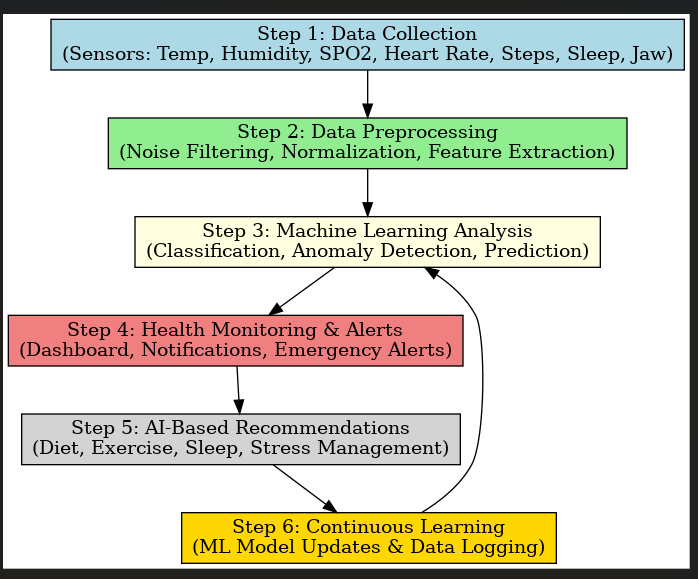 Step 1: Data Collection
(Sensors: Temp, Humidity, SPO2, Heart Rate, Steps, Sleep, Jaw)
Step 2: Data Preprocessing
(Noise Filtering, Normalization, Feature Extraction)
Step 3: Machine Learning Analysis
(Classification, Anomaly Detection, Prediction)
Step 4: Health Monitoring & Alerts
(Dashboard, Notifications, Emergency Alerts)
Step 5: AI-Based Recommendations
(Diet, Exercise, Sleep, Stress Management)
Step 6: Continuous Learning
(ML Model Updates & Data Logging)